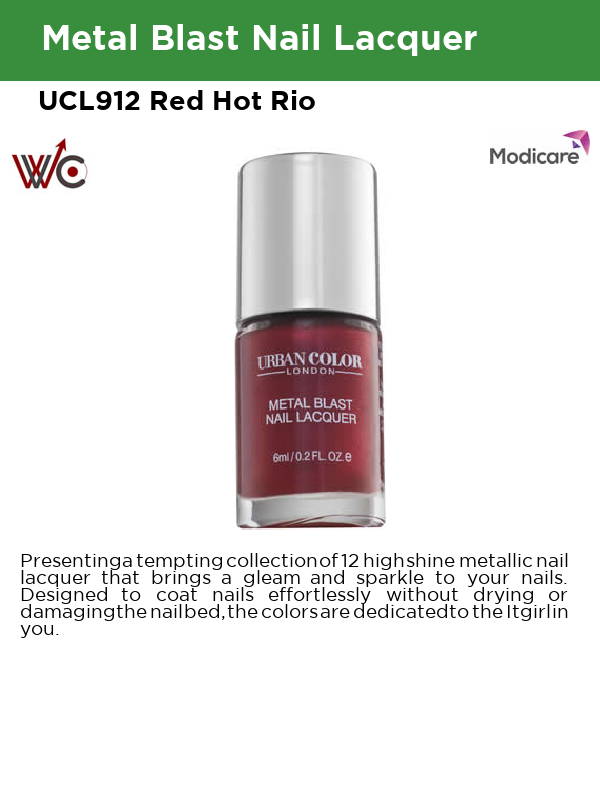 Metal Blast Nail Lacquer
UCL912 Red Hot Rio
WC
Modicare
URBAN COLOR
LONDON
METAL BLAST
NAIL LACQUER
6ml/0.2 FL. OZ. e
Presenting a tempting collection of 12 high shine metallic nail
lacquer that brings a gleam and sparkle to your nails.
Designed to coat nails effortlessly without drying or
damaging the nail bed, the colors are dedicated to the It girl in
you.